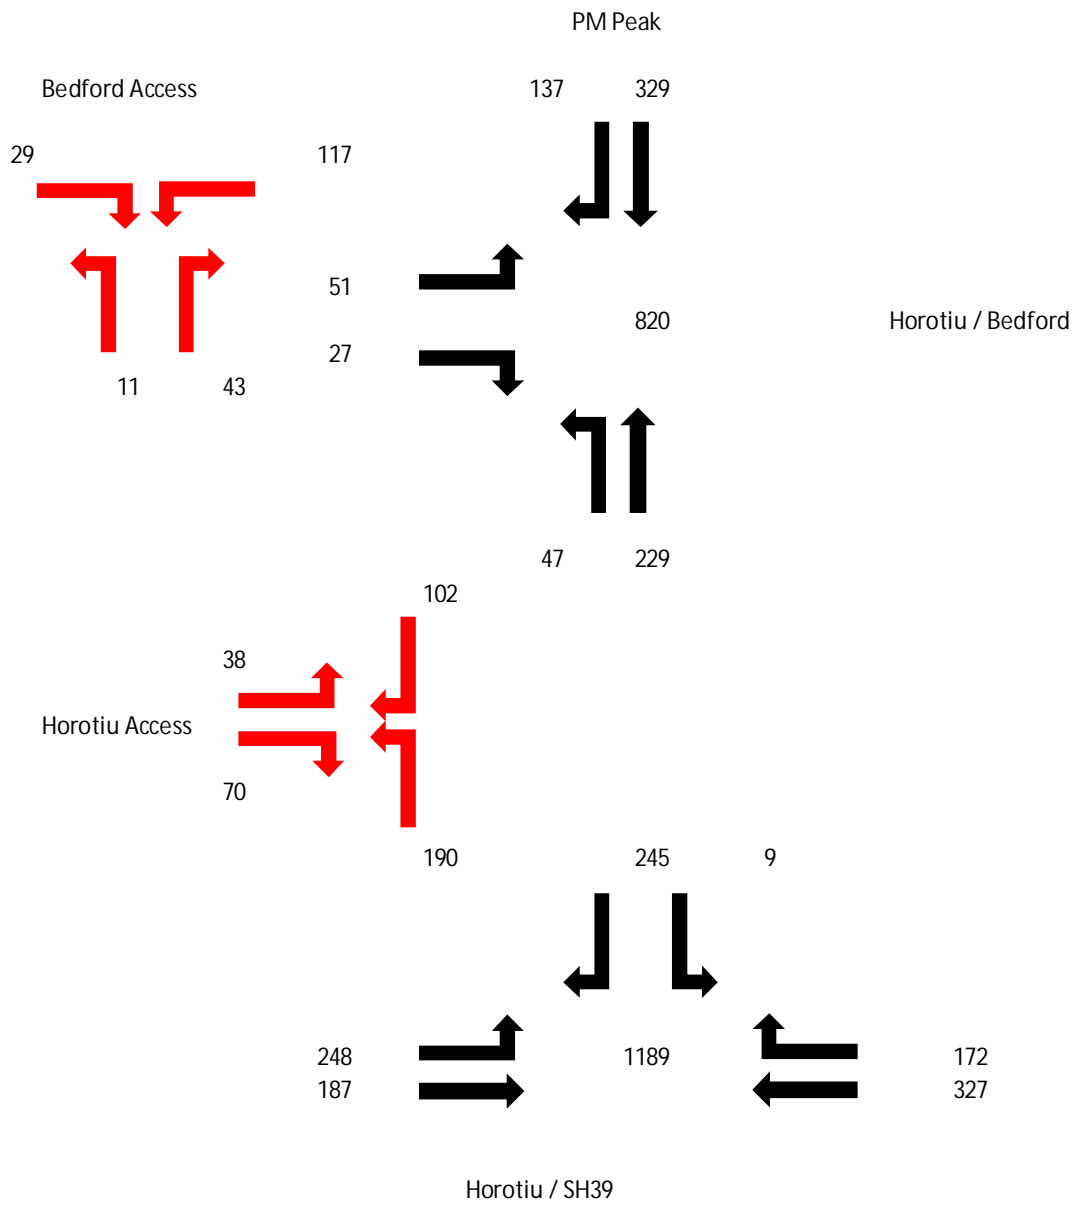 PM Peak
Bedford Access 137 329
29 117
51
820 Horotiu / Bedford
27
11 43
47 229
102
38
Horotiu Access
70
190 245 9
248 1189 172
187 327
Horotiu / SH39